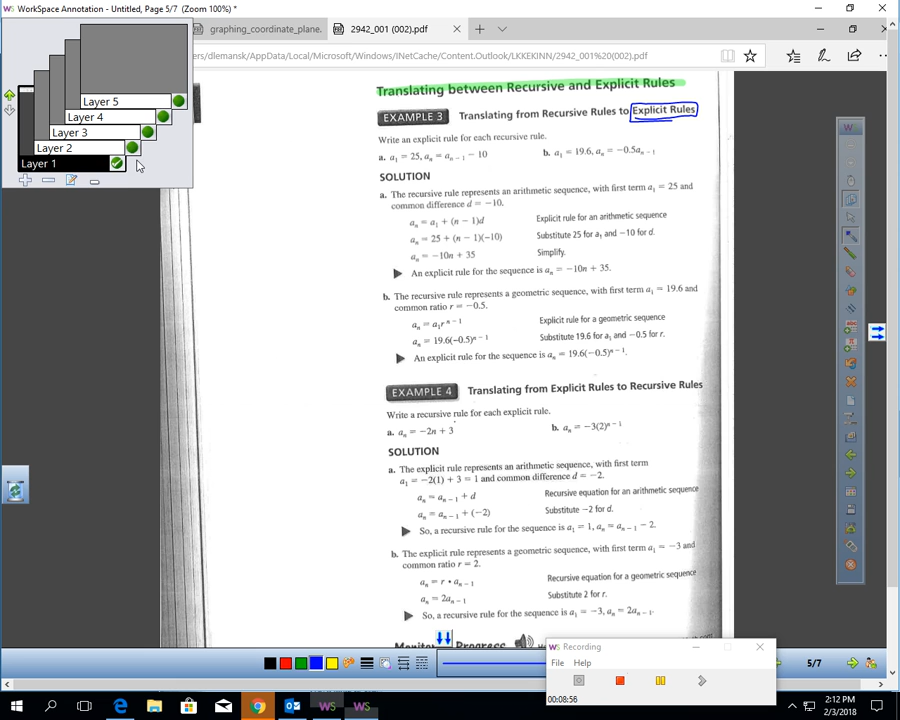 WorkSpace Annotation - Untitled, Page 5/7 (Zoom 100%) *
graphing_coordinate_plane.
2942_001 (002).pdf
ers/dlemansk/AppData/Local/Microsoft/Windows/INetCache/Content.Outlook/LKKEKINN/2942_001%20(002).pdf
Layer 5
Layer 4
Layer 3
Layer 2
Layer 1
Translating between Recursive and Explicit Rules
EXAMPLE 3 Translating from Recursive Rules to Explicit Rules
Write an explicit rule for each recursive rule.
a. a₁ = 25, aₙ = aₙ₋₁ − 10
b. a₁ = 19.6, aₙ = −0.5aₙ₋₁
SOLUTION
a. The recursive rule represents an arithmetic sequence, with first term a₁ = 25 and
common difference d = −10.
aₙ = a₁ + (n − 1)d Explicit rule for an arithmetic sequence
aₙ = 25 + (n − 1)(−10) Substitute 25 for a₁ and −10 for d.
aₙ = −10n + 35 Simplify.
▶ An explicit rule for the sequence is aₙ = −10n + 35.
b. The recursive rule represents a geometric sequence, with first term a₁ = 19.6 and
common ratio r = −0.5.
aₙ = a₁rⁿ⁻¹ Explicit rule for a geometric sequence
aₙ = 19.6(−0.5)ⁿ⁻¹ Substitute 19.6 for a₁ and −0.5 for r.
▶ An explicit rule for the sequence is aₙ = 19.6(−0.5)ⁿ⁻¹.
EXAMPLE 4 Translating from Explicit Rules to Recursive Rules
Write a recursive rule for each explicit rule.
a. aₙ = −2n + 3
b. aₙ = −3(2)ⁿ⁻¹
SOLUTION
a. The explicit rule represents an arithmetic sequence, with first term
a₁ = −2(1) + 3 = 1 and common difference d = −2.
aₙ = aₙ₋₁ + d Recursive equation for an arithmetic sequence
aₙ = aₙ₋₁ + (−2) Substitute −2 for d.
▶ So, a recursive rule for the sequence is a₁ = 1, aₙ = aₙ₋₁ − 2.
b. The explicit rule represents a geometric sequence, with first term a₁ = −3 and
common ratio r = 2.
aₙ = r • aₙ₋₁ Recursive equation for a geometric sequence
aₙ = 2aₙ₋₁ Substitute 2 for r.
▶ So, a recursive rule for the sequence is a₁ = −3, aₙ = 2aₙ₋₁.
Progress
Recording
File Help
00:08:56
5/7
2:12 PM
2/3/2018